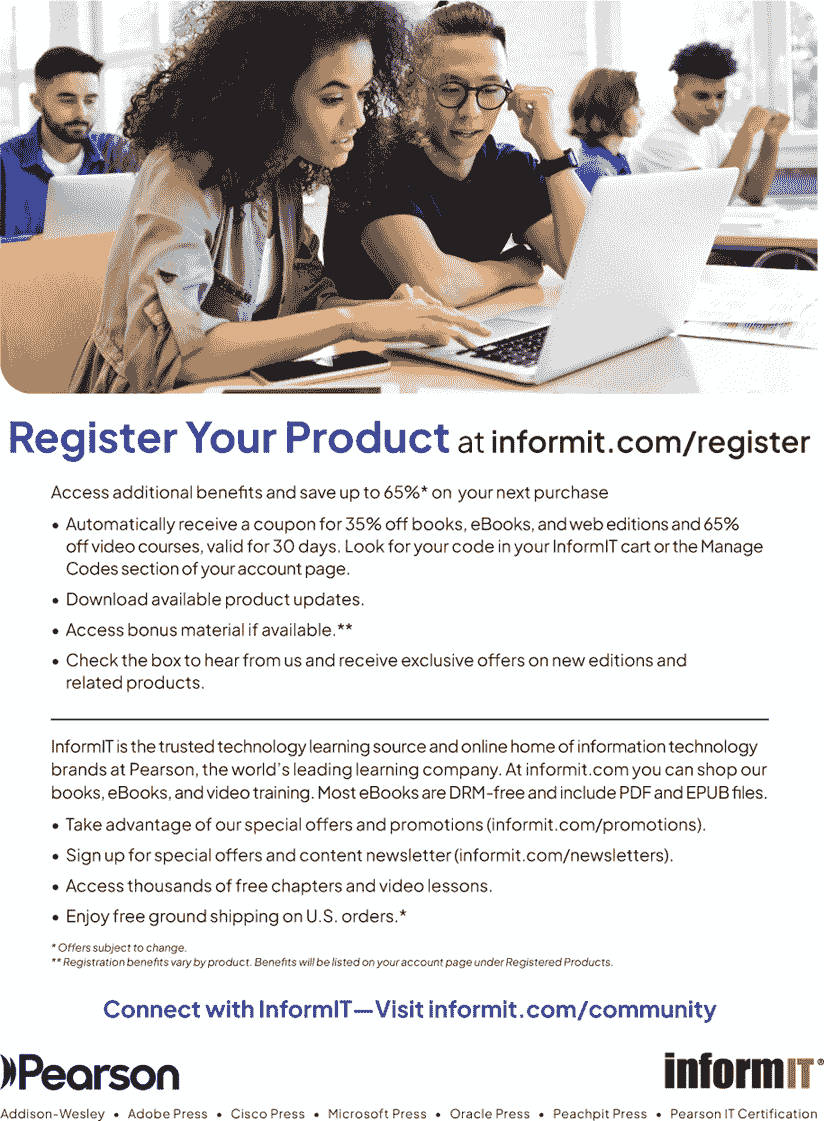 Register Your Product at informit.com/register
Access additional benefits and save up to 65%* on your next purchase
• Automatically receive a coupon for 35% off books, eBooks, and web editions and 65%
off video courses, valid for 30 days. Look for your code in your InformIT cart or the Manage
Codes section of your account page.
• Download available product updates.
• Access bonus material if available.**
• Check the box to hear from us and receive exclusive offers on new editions and
related products.
InformIT is the trusted technology learning source and online home of information technology
brands at Pearson, the world's leading learning company. At informit.com you can shop our
books, eBooks, and video training. Most eBooks are DRM-free and include PDF and EPUB files.
• Take advantage of our special offers and promotions (informit.com/promotions).
• Sign up for special offers and content newsletter (informit.com/newsletters).
• Access thousands of free chapters and video lessons.
• Enjoy free ground shipping on U.S. orders.*
* Offers subject to change.
** Registration benefits vary by product. Benefits will be listed on your account page under Registered Products.
Connect with InformIT—Visit informit.com/community
Pearson
informIT®
Addison-Wesley • Adobe Press • Cisco Press • Microsoft Press • Oracle Press • Peachpit Press • Pearson IT Certification